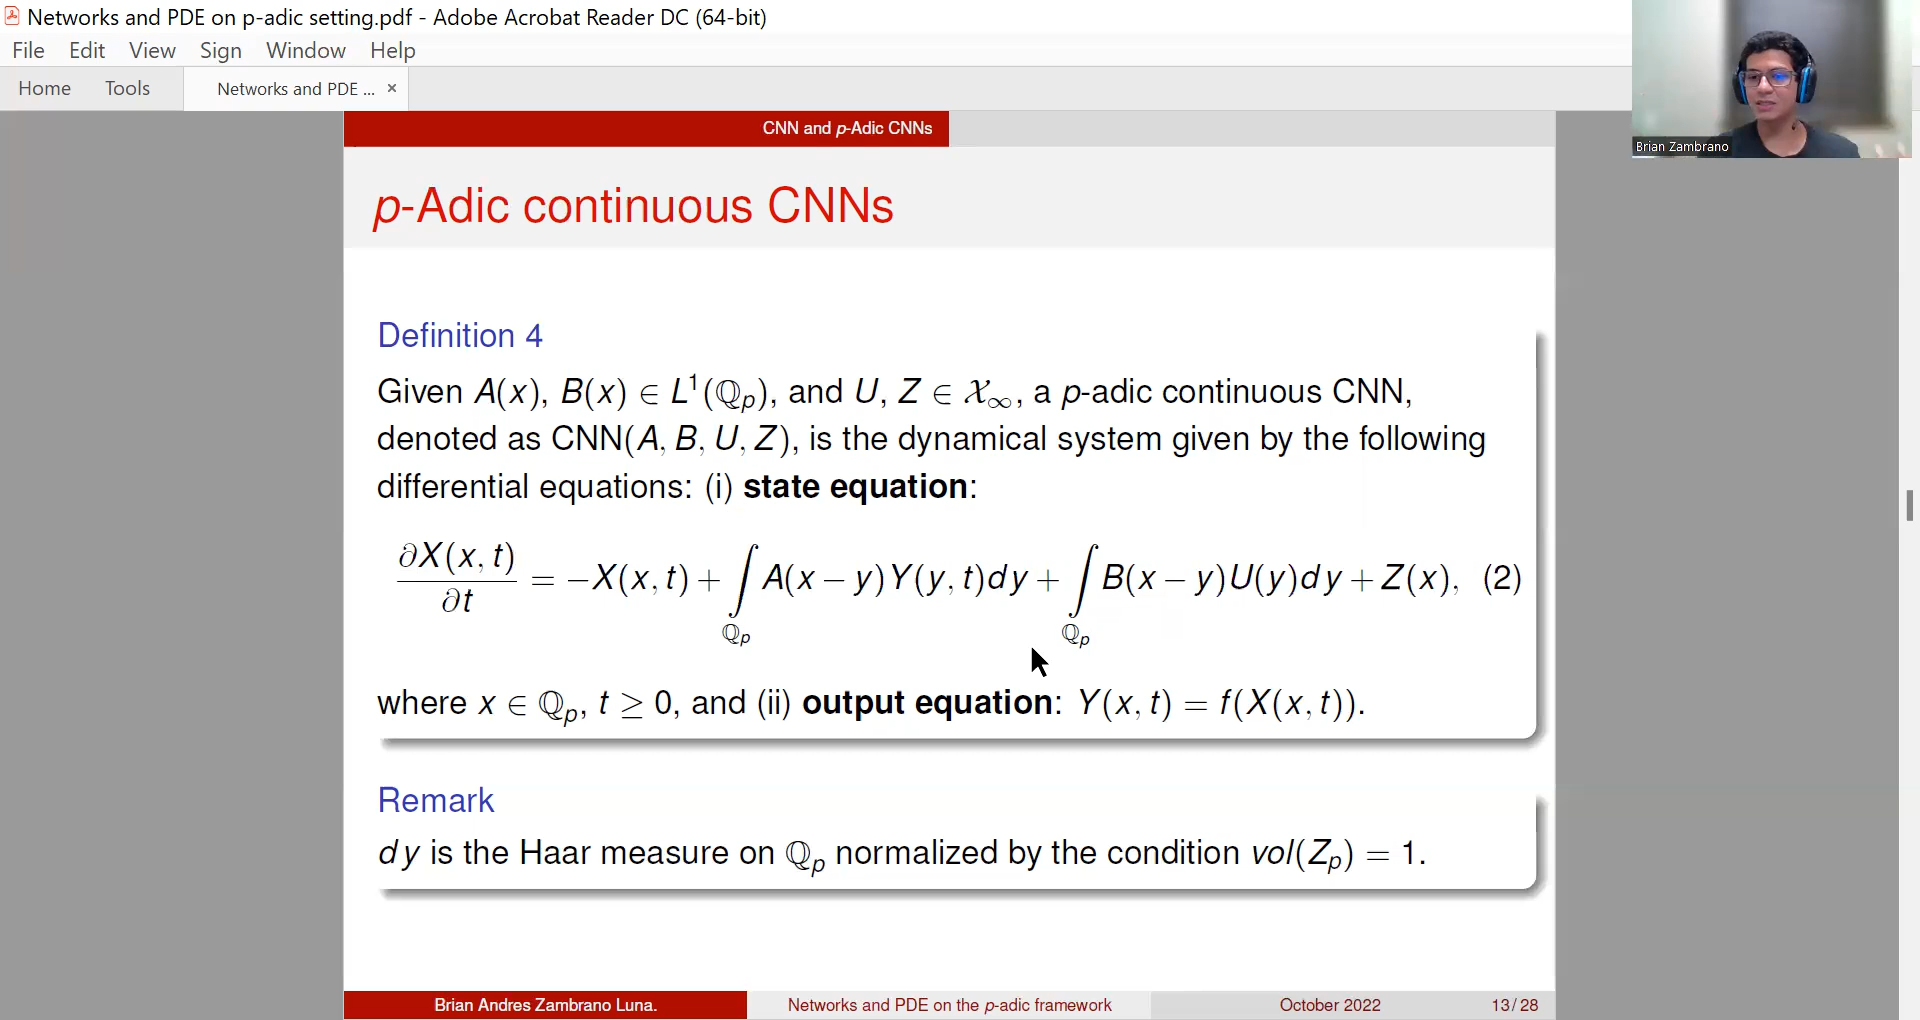 Networks and PDE on p-adic setting.pdf - Adobe Acrobat Reader DC (64-bit)
File Edit View Sign Window Help
Home Tools Networks and PDE ... ×
Brian Zambrano
CNN and p-Adic CNNs
p-Adic continuous CNNs
Definition 4
Given A(x), B(x) ∈ L¹(ℚₚ), and U, Z ∈ 𝒳∞, a p-adic continuous CNN,
denoted as CNN(A, B, U, Z), is the dynamical system given by the following
differential equations: (i) state equation:
∂X(x, t)/∂t = −X(x, t) + ∫_ℚₚ A(x − y)Y(y, t)dy + ∫_ℚₚ B(x − y)U(y)dy + Z(x), (2)
where x ∈ ℚₚ, t ≥ 0, and (ii) output equation: Y(x, t) = f(X(x, t)).
Remark
dy is the Haar measure on ℚₚ normalized by the condition vol(Zₚ) = 1.
Brian Andres Zambrano Luna. Networks and PDE on the p-adic framework October 2022 13/28